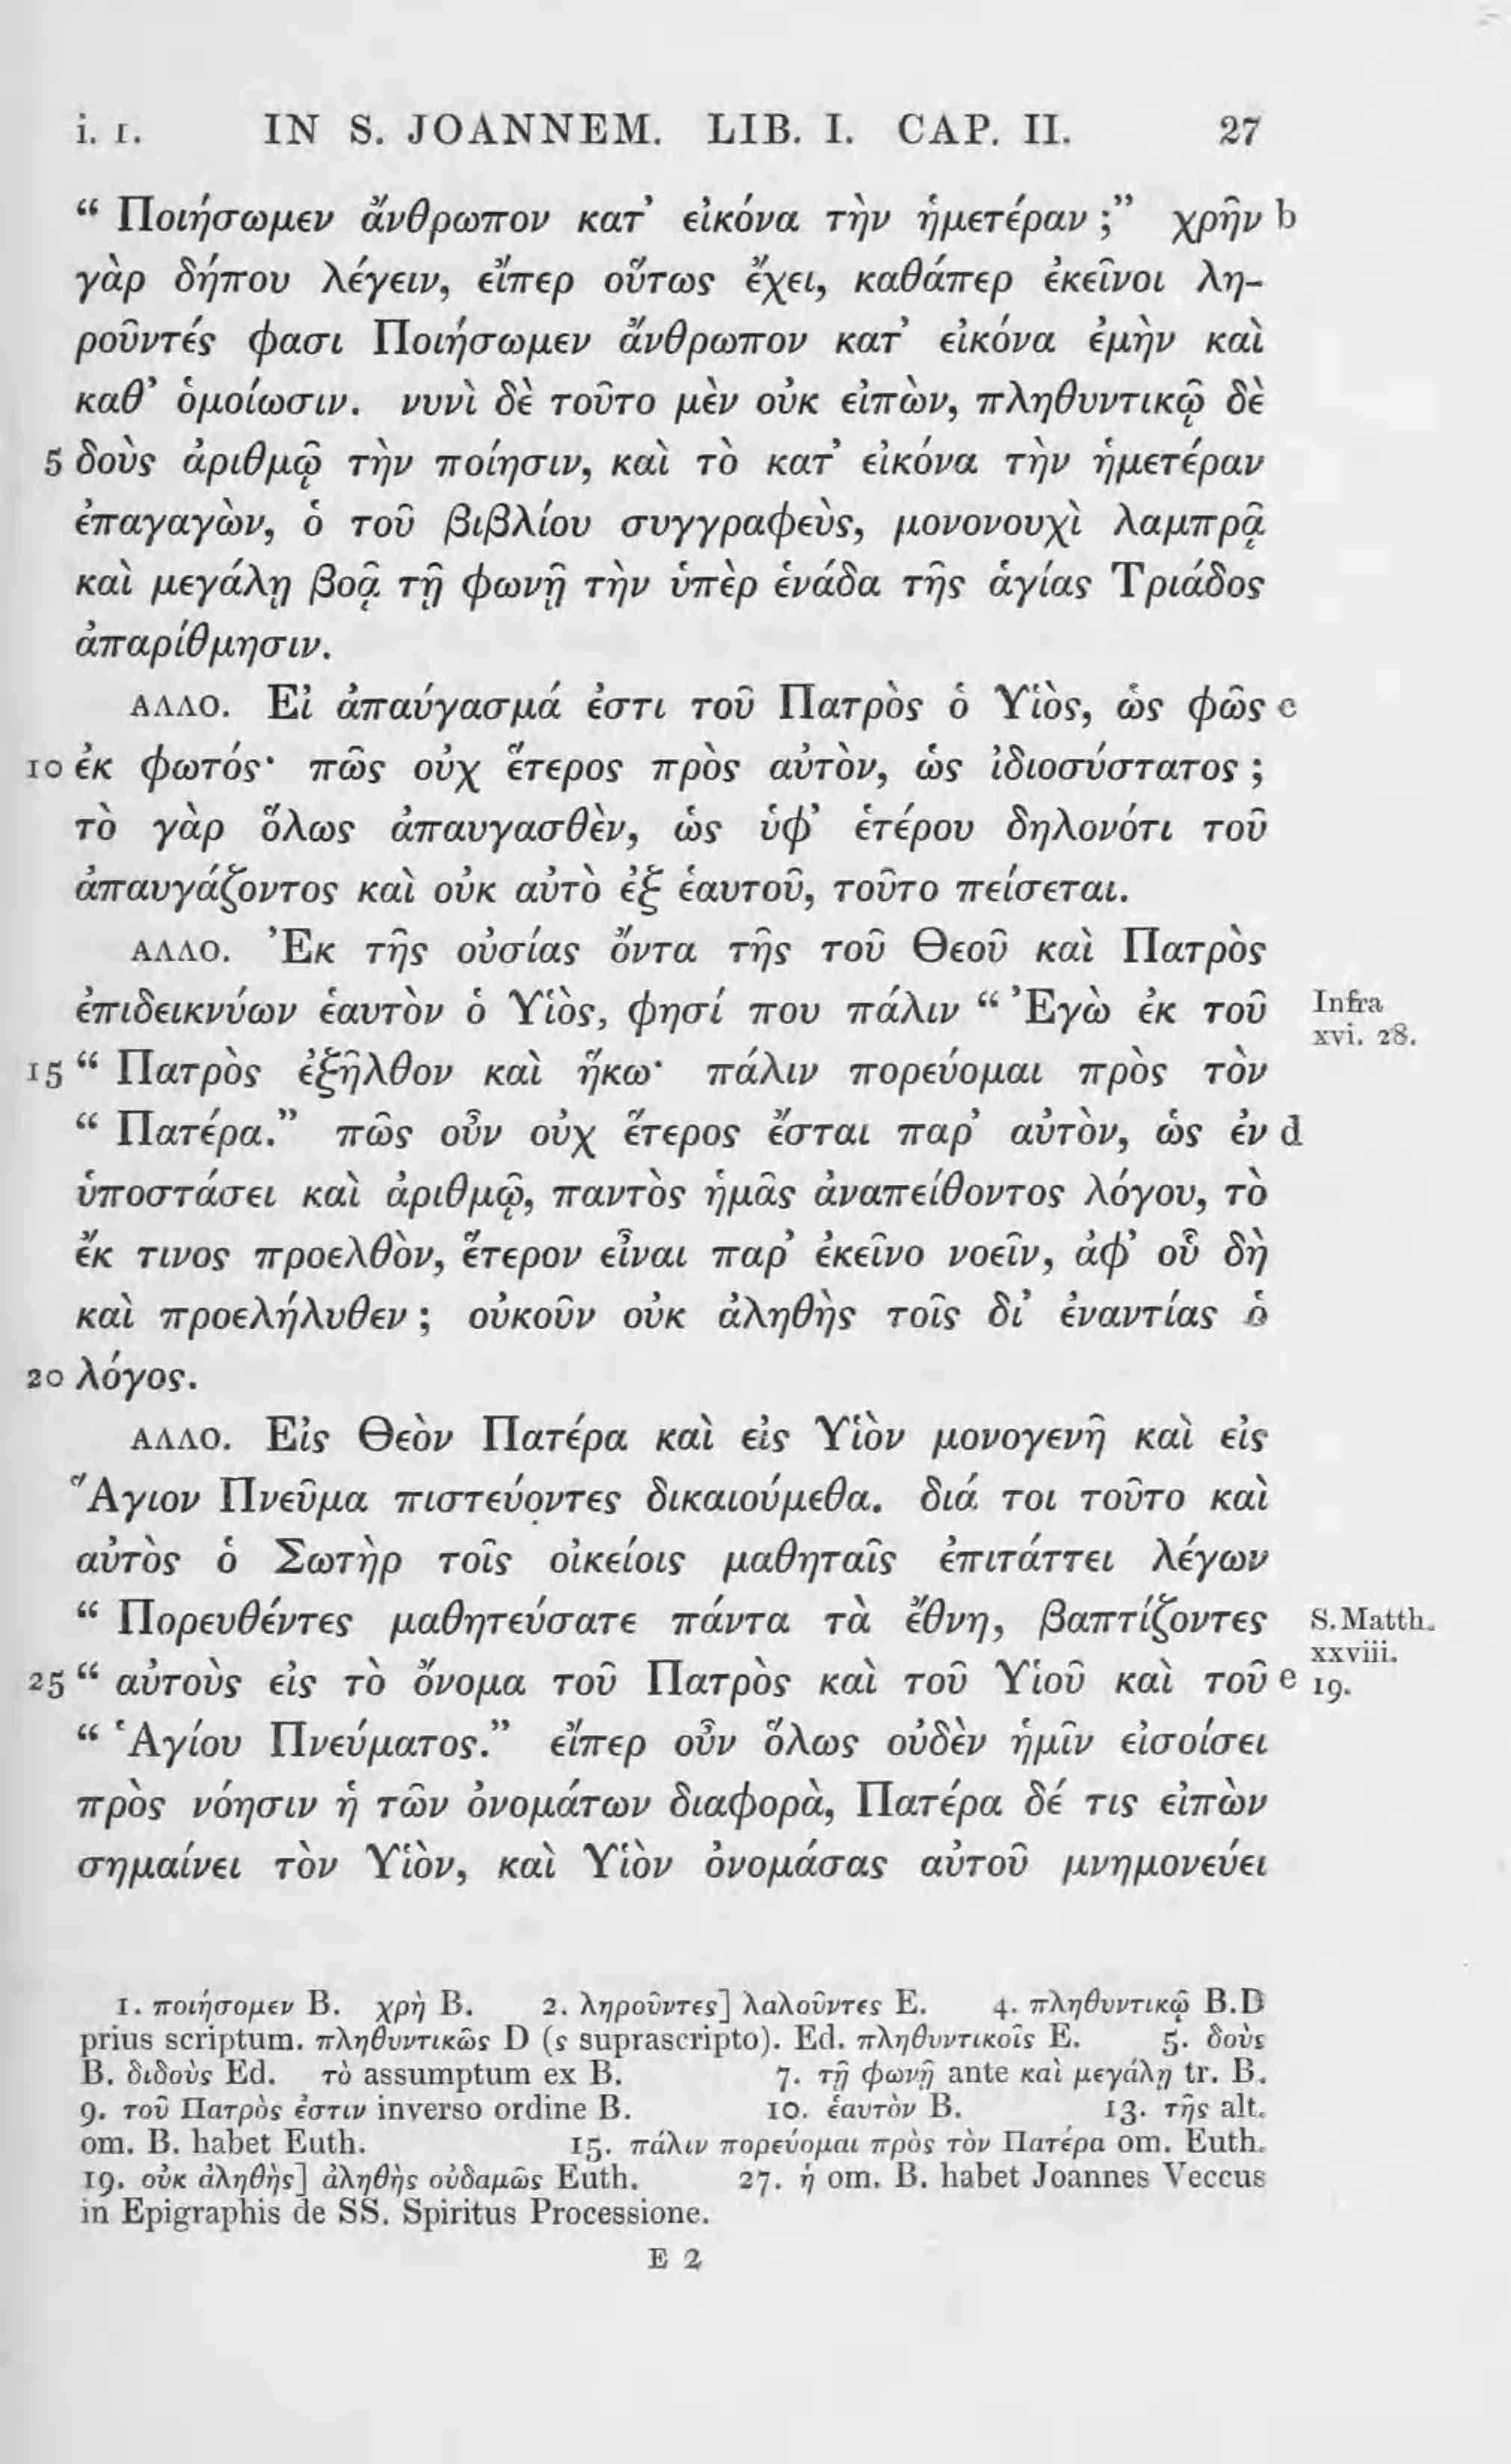 i. 1. IN S. JOANNEM. LIB. I. CAP. II. 27
“ Ποιήσωμεν ἄνθρωπον κατ’ εἰκόνα τὴν ἡμετέραν ;” χρῆν b
γὰρ δήπου λέγειν, εἴπερ οὕτως ἔχει, καθάπερ ἐκεῖνοι λη-
ροῦντές φασι Ποιήσωμεν ἄνθρωπον κατ’ εἰκόνα ἐμὴν καὶ
καθ’ ὁμοίωσιν. νυνὶ δὲ τοῦτο μὲν οὐκ εἰπὼν, πληθυντικῷ δὲ
5 δοὺς ἀριθμῷ τὴν ποίησιν, καὶ τὸ κατ’ εἰκόνα τὴν ἡμετέραν
ἐπαγαγὼν, ὁ τοῦ βιβλίου συγγραφεὺς, μονονουχὶ λαμπρᾷ
καὶ μεγάλῃ βοᾷ τῇ φωνῇ τὴν ὑπὲρ ἑνάδα τῆς ἁγίας Τριάδος
ἀπαρίθμησιν.
ΑΛΛΟ. Εἰ ἀπαύγασμά ἐστι τοῦ Πατρὸς ὁ Υἱὸς, ὡς φῶς c
10 ἐκ φωτός· πῶς οὐχ ἕτερος πρὸς αὐτὸν, ὡς ἰδιοσύστατος ;
τὸ γὰρ ὅλως ἀπαυγασθὲν, ὡς ὑφ’ ἑτέρου δηλονότι τοῦ
ἀπαυγάζοντος καὶ οὐκ αὐτὸ ἐξ ἑαυτοῦ, τοῦτο πείσεται.
ΑΛΛΟ. Ἐκ τῆς οὐσίας ὄντα τῆς τοῦ Θεοῦ καὶ Πατρὸς
ἐπιδεικνύων ἑαυτὸν ὁ Υἱὸς, φησί που πάλιν “ Ἐγὼ ἐκ τοῦ Infra
xvi. 28.
15 “ Πατρὸς ἐξῆλθον καὶ ἥκω· πάλιν πορεύομαι πρὸς τὸν
“ Πατέρα.” πῶς οὖν οὐχ ἕτερος ἔσται παρ’ αὐτὸν, ὡς ἐν d
ὑποστάσει καὶ ἀριθμῷ, παντὸς ἡμᾶς ἀναπείθοντος λόγου, τὸ
ἔκ τινος προελθὸν, ἕτερον εἶναι παρ’ ἐκεῖνο νοεῖν, ἀφ’ οὗ δὴ
καὶ προελήλυθεν ; οὐκοῦν οὐκ ἀληθὴς τοῖς δι’ ἐναντίας ὁ
20 λόγος.
ΑΛΛΟ. Εἰς Θεὸν Πατέρα καὶ εἰς Υἱὸν μονογενῆ καὶ εἰς
Ἅγιον Πνεῦμα πιστεύοντες δικαιούμεθα. διά τοι τοῦτο καὶ
αὐτὸς ὁ Σωτὴρ τοῖς οἰκείοις μαθηταῖς ἐπιτάττει λέγων
“ Πορευθέντες μαθητεύσατε πάντα τὰ ἔθνη, βαπτίζοντες S. Matth.
xxviii.
25 “ αὐτοὺς εἰς τὸ ὄνομα τοῦ Πατρὸς καὶ τοῦ Υἱοῦ καὶ τοῦ e 19.
“ Ἁγίου Πνεύματος.” εἴπερ οὖν ὅλως οὐδὲν ἡμῖν εἰσοίσει
πρὸς νόησιν ἡ τῶν ὀνομάτων διαφορὰ, Πατέρα δέ τις εἰπὼν
σημαίνει τὸν Υἱὸν, καὶ Υἱὸν ὀνομάσας αὐτοῦ μνημονεύει
1. ποιήσομεν B. χρὴ B. 2. ληροῦντες] λαλοῦντες E. 4. πληθυντικῷ B.D
prius scriptum. πληθυντικῶς D (ς suprascripto). Ed. πληθυντικοῖς E. 5. δοὺς
B. διδοὺς Ed. τὸ assumptum ex B. 7. τῇ φωνῇ ante καὶ μεγάλῃ tr. B.
9. τοῦ Πατρὸς ἐστιν inverso ordine B. 10. ἑαυτὸν B. 13. τῆς alt.
om. B. habet Euth. 15. πάλιν πορεύομαι πρὸς τὸν Πατέρα om. Euth.
19. οὐκ ἀληθὴς] ἀληθὴς οὐδαμῶς Euth. 27. ἡ om. B. habet Joannes Veccus
in Epigraphis de SS. Spiritus Processione.
E 2